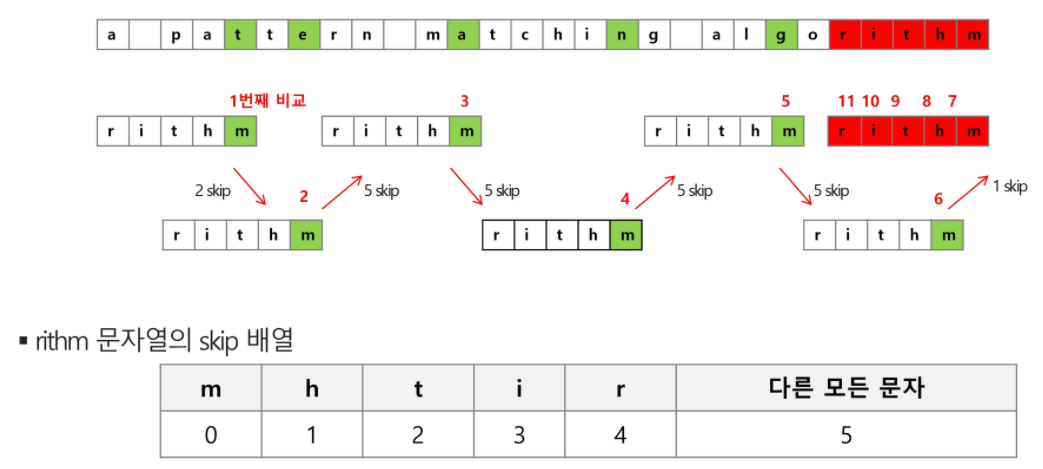 a p a t t e r n m a t c h i n g a l g o r i t h m
1번째 비교 3 5 11 10 9 8 7
r i t h m r i t h m r i t h m r i t h m
2 skip 2 5 skip 5 skip 4 5 skip 5 skip 6 1 skip
r i t h m r i t h m r i t h m
▪ rithm 문자열의 skip 배열
m h t i r 다른 모든 문자
0 1 2 3 4 5